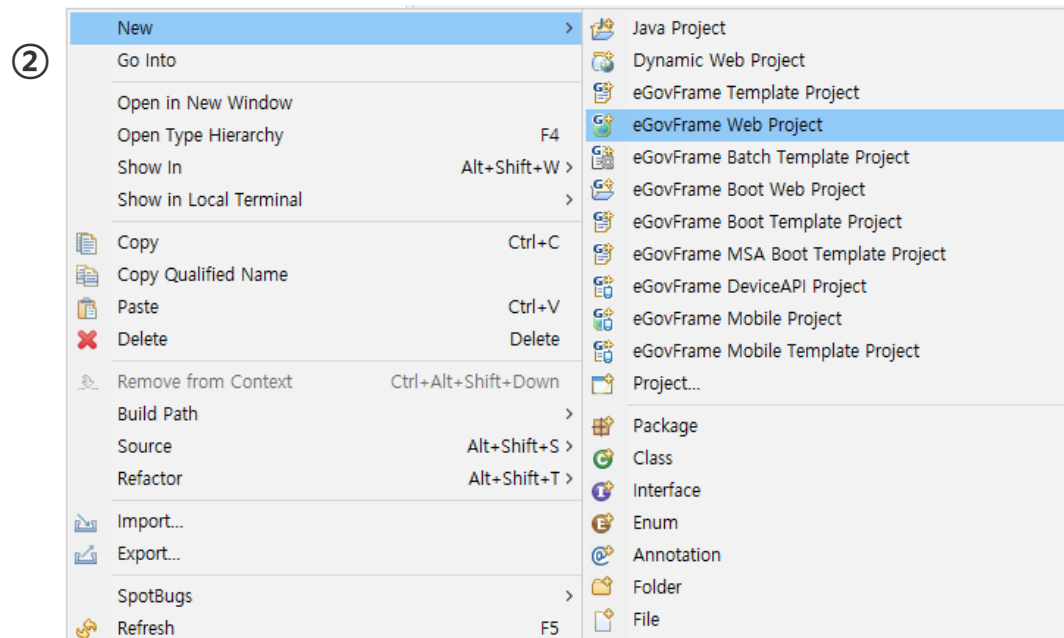 ②
New >
Go Into
Open in New Window
Open Type Hierarchy F4
Show In Alt+Shift+W >
Show in Local Terminal >
Copy Ctrl+C
Copy Qualified Name
Paste Ctrl+V
Delete Delete
Remove from Context Ctrl+Alt+Shift+Down
Build Path >
Source Alt+Shift+S >
Refactor Alt+Shift+T >
Import...
Export...
SpotBugs >
Refresh F5
Java Project
Dynamic Web Project
eGovFrame Template Project
eGovFrame Web Project
eGovFrame Batch Template Project
eGovFrame Boot Web Project
eGovFrame Boot Template Project
eGovFrame MSA Boot Template Project
eGovFrame DeviceAPI Project
eGovFrame Mobile Project
eGovFrame Mobile Template Project
Project...
Package
Class
Interface
Enum
Annotation
Folder
File